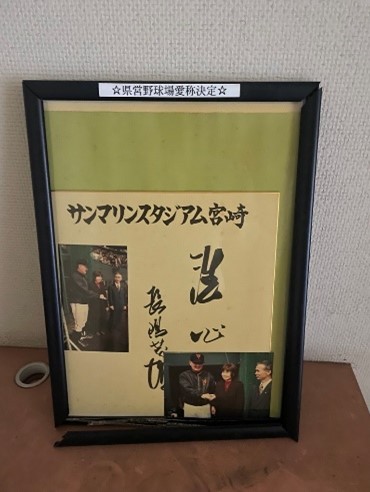 ☆県営野球場愛称決定☆
サンマリンスタジアム宮崎
洗心
長嶋茂雄